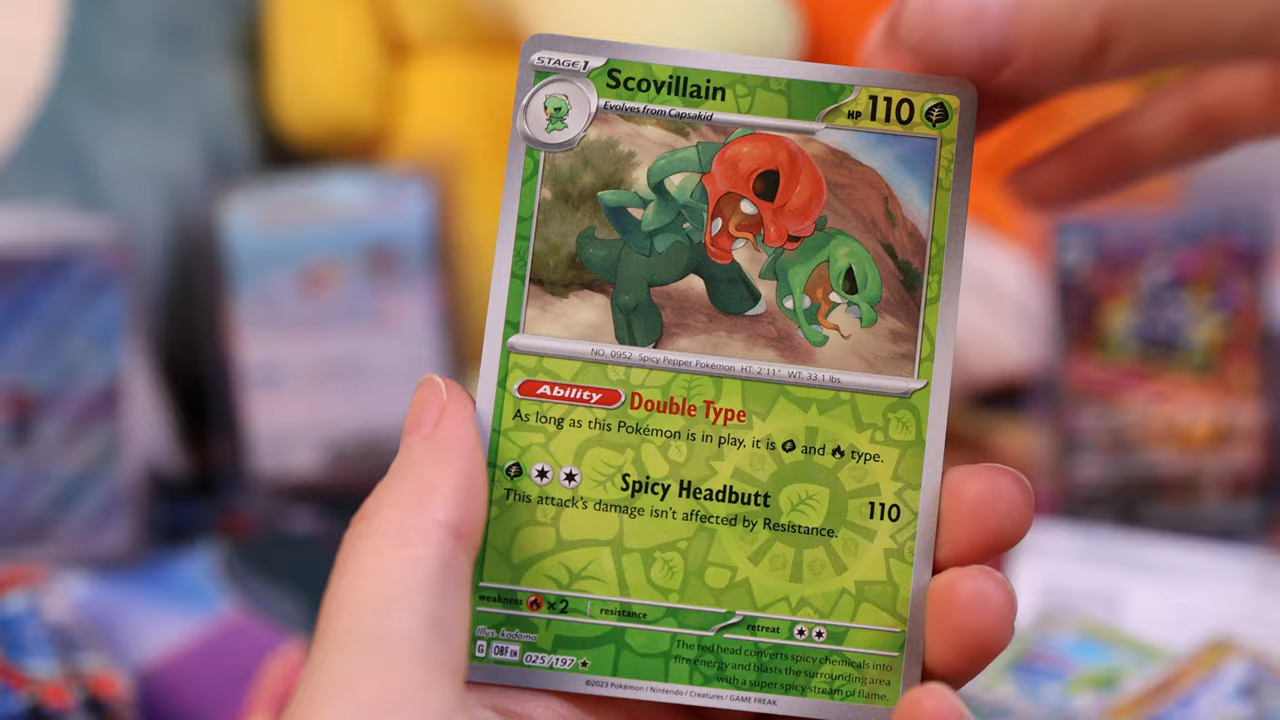 STAGE1
Scovillain
HP 110
Evolves from Capsakid
NO. 0952 Spicy Pepper Pokémon HT: 2'11" WT: 33.1 lbs.
Ability Double Type
As long as this Pokémon is in play, it is and type.
Spicy Headbutt 110
This attack's damage isn't affected by Resistance.
weakness ×2 resistance retreat
Illus. kodama
G OBF EN 025/197 ★
The red head converts spicy chemicals into
fire energy and blasts the surrounding area
with a super spicy stream of flame.
©2023 Pokémon / Nintendo / Creatures / GAME FREAK